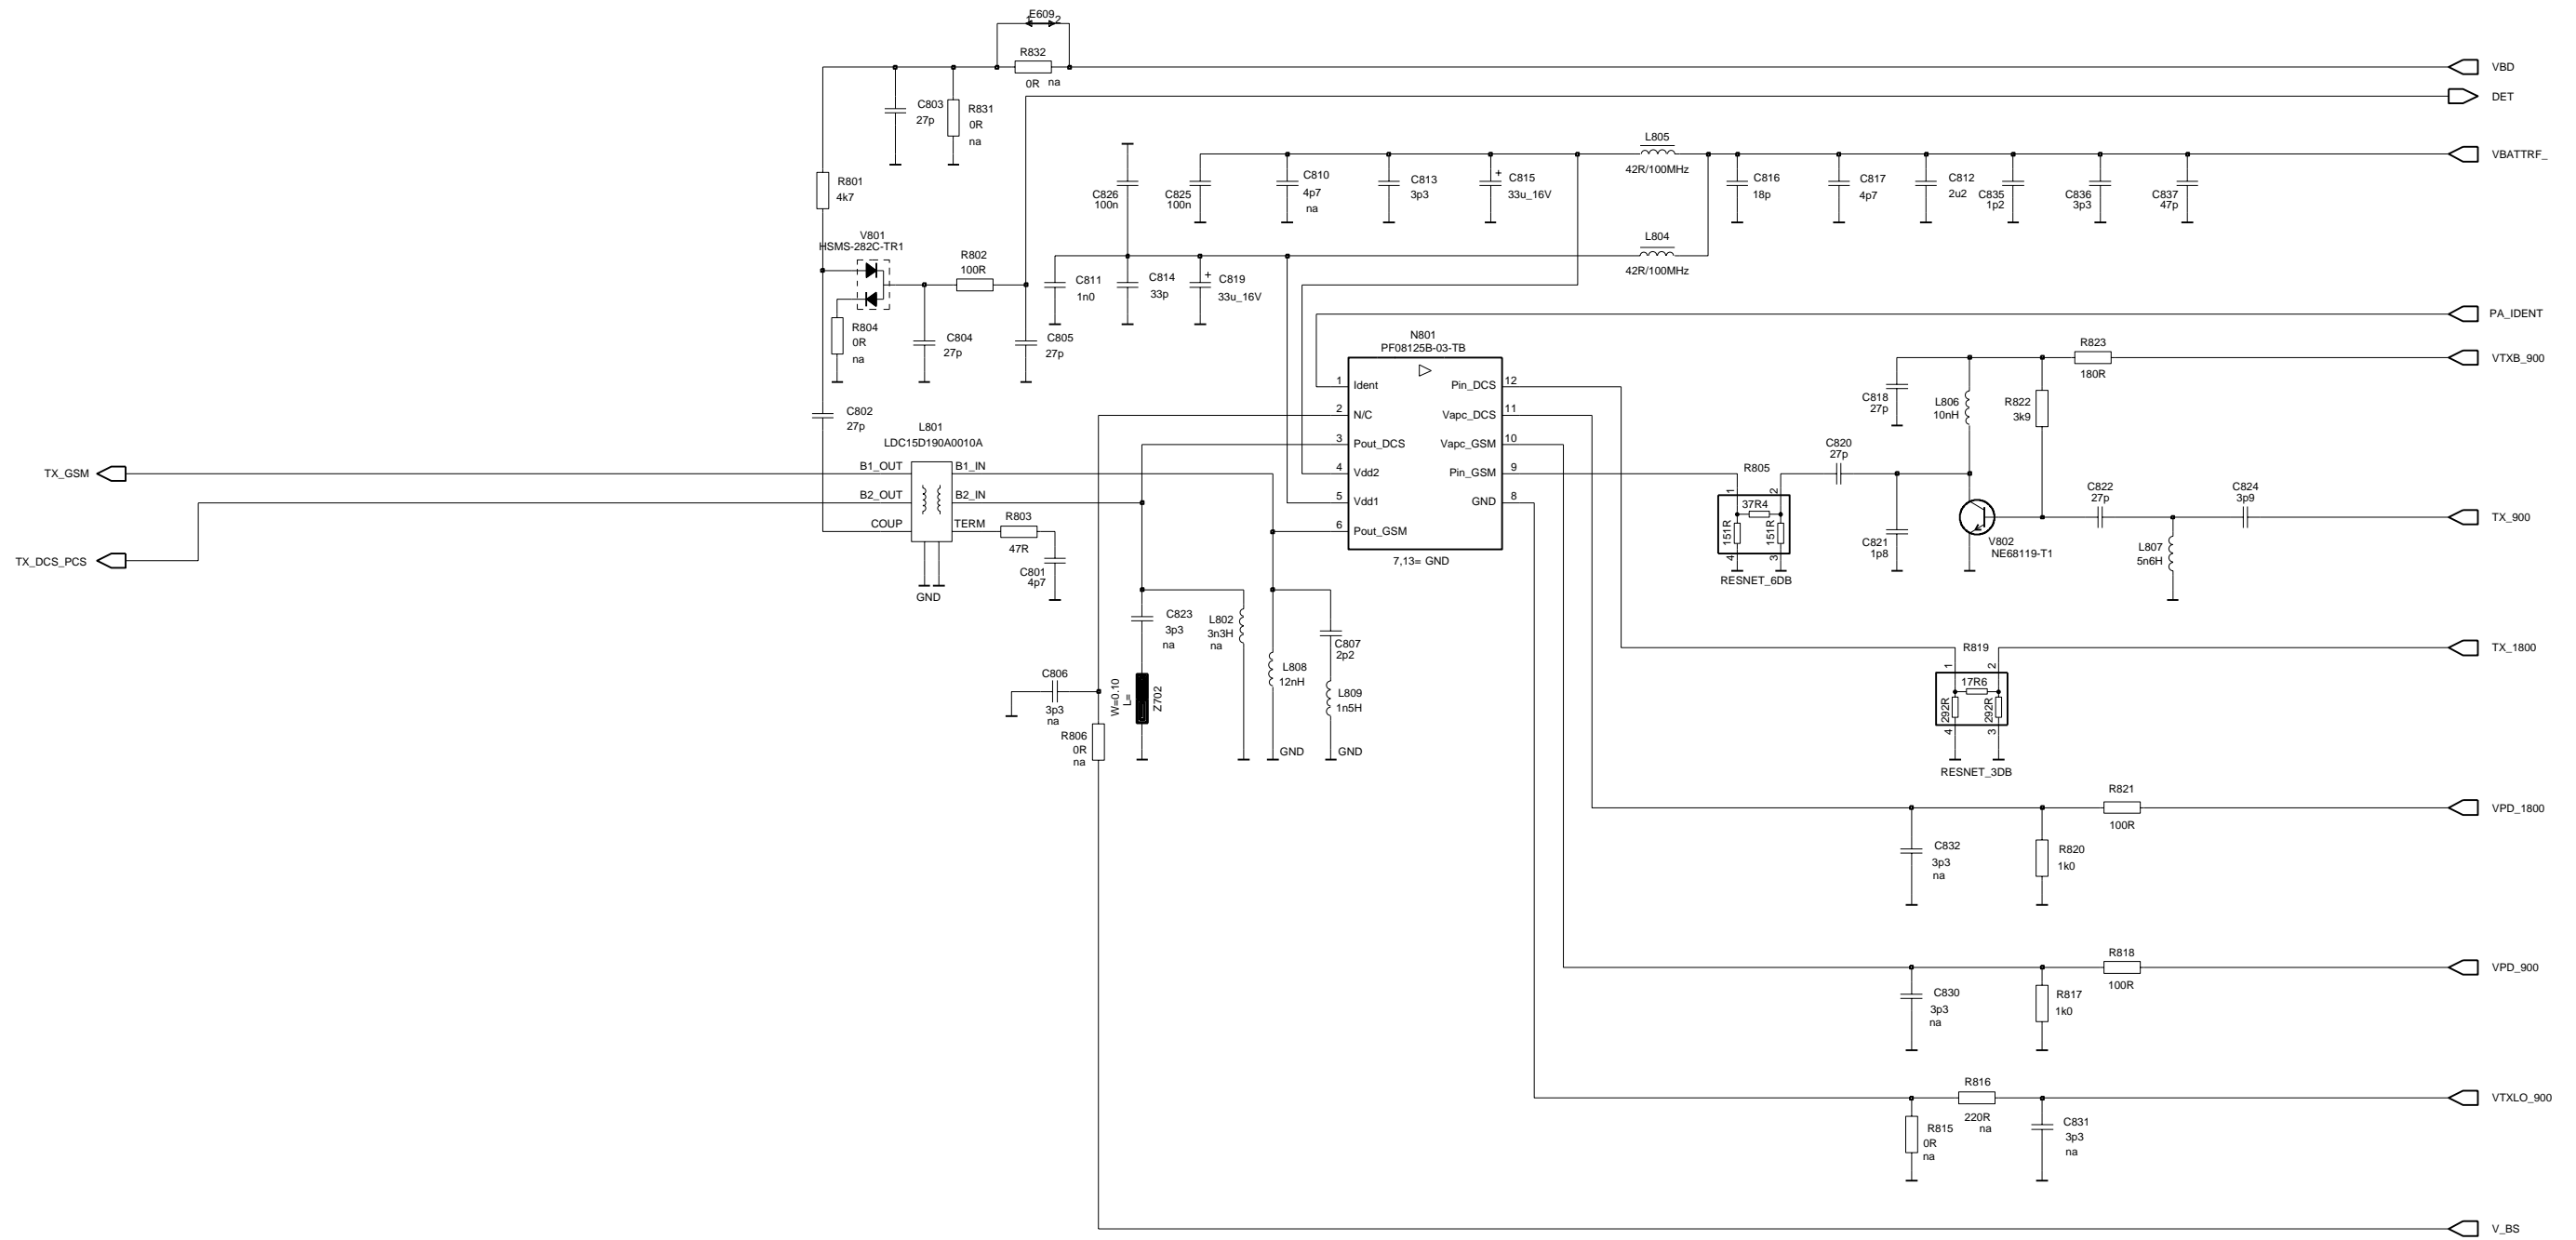 E609
1 2
R832
0R na
VBD
DET
C803
27p
R831
0R
na
L805
42R/100MHz
VBATTRF_
R801
4k7
C826
100n
C825
100n
C810
4p7
na
C813
3p3
+ C815
33u_16V
C816
18p
C817
4p7
C812
2u2
C835
1p2
C836
3p3
C837
47p
V801
HSMS-282C-TR1
R802
100R
L804
42R/100MHz
C811
1n0
C814
33p
+ C819
33u_16V
R804
0R
na
C804
27p
C805
27p
PA_IDENT
N801
PF08125B-03-TB
R823
180R
VTXB_900
1 Ident
2 N/C
3 Pout_DCS
4 Vdd2
5 Vdd1
6 Pout_GSM
Pin_DCS 12
Vapc_DCS 11
Vapc_GSM 10
Pin_GSM 9
GND 8
7,13= GND
C818
27p
L806
10nH
R822
3k9
C802
27p
L801
LDC15D190A0010A
TX_GSM
B1_OUT B1_IN
B2_OUT B2_IN
COUP TERM
GND
TX_DCS_PCS
R803
47R
C801
4p7
R805
1 2
37R4
151R 151R
4 3
RESNET_6DB
C820
27p
C821
1p8
V802
NE68119-T1
C822
27p
C824
3p9
TX_900
L807
5n6H
C823
3p3
na
L802
3n3H
na
C807
2p2
L808
12nH
L809
1n5H
GND GND
C806
3p3
na
W=0.10
L=
Z702
R806
0R
na
R819
TX_1800
1 2
17R6
292R 292R
4 3
RESNET_3DB
R821
100R
VPD_1800
C832
3p3
na
R820
1k0
R818
100R
VPD_900
C830
3p3
na
R817
1k0
R816
220R
na
VTXLO_900
R815
0R
na
C831
3p3
na
V_BS